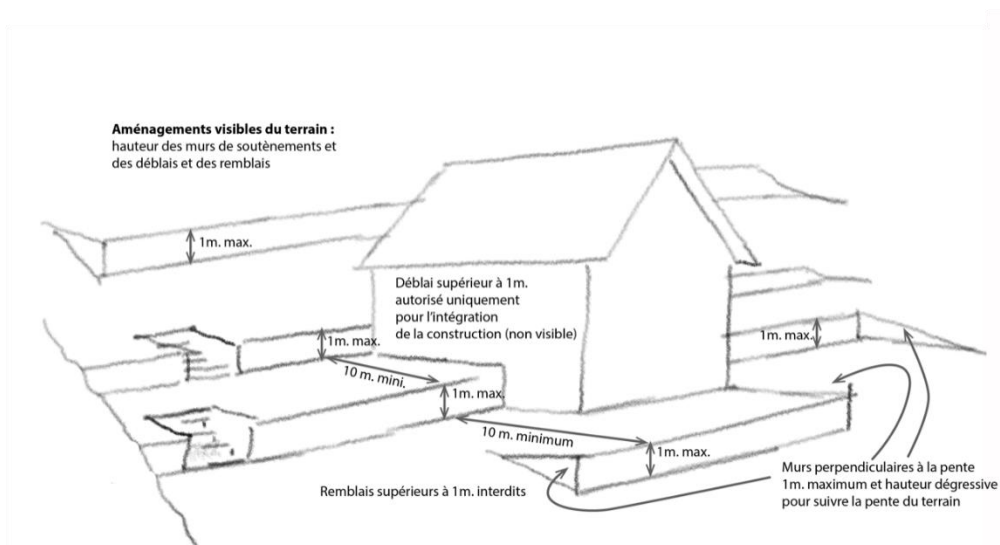 Aménagements visibles du terrain :
hauteur des murs de soutènements et
des déblais et des remblais
1m. max.
Déblai supérieur à 1m.
autorisé uniquement
pour l'intégration
de la construction (non visible)
1m. max.
1m. max.
10 m. mini.
1m. max
10 m. minimum
1m. max.
Remblais supérieurs à 1m. interdits
Murs perpendiculaires à la pente
1m. maximum et hauteur dégressive
pour suivre la pente du terrain